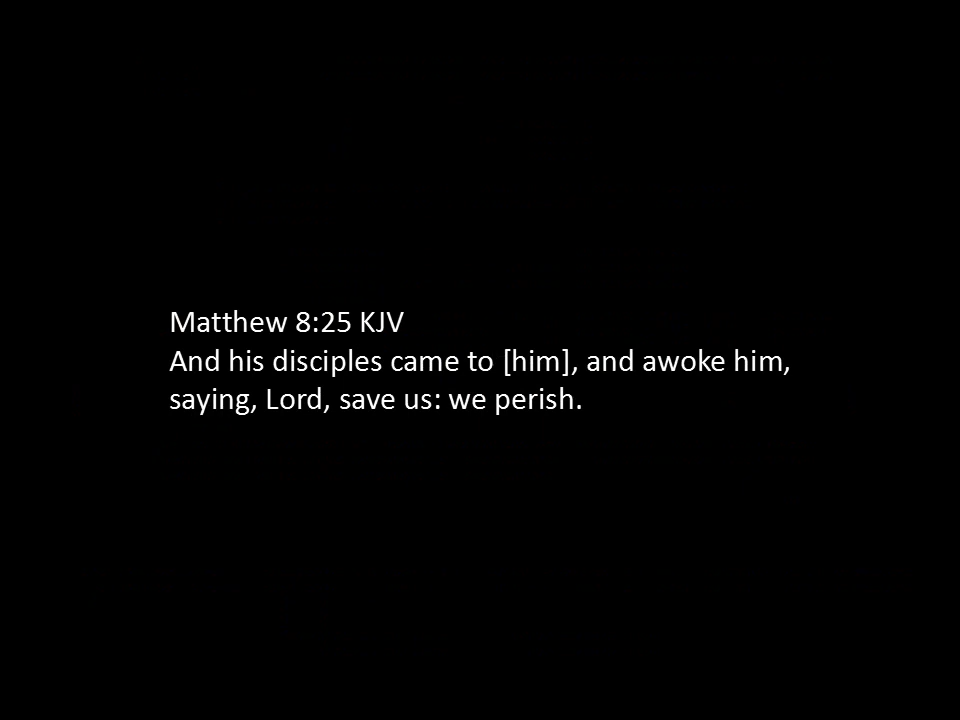 Matthew 8:25 KJV
And his disciples came to [him], and awoke him,
saying, Lord, save us: we perish.